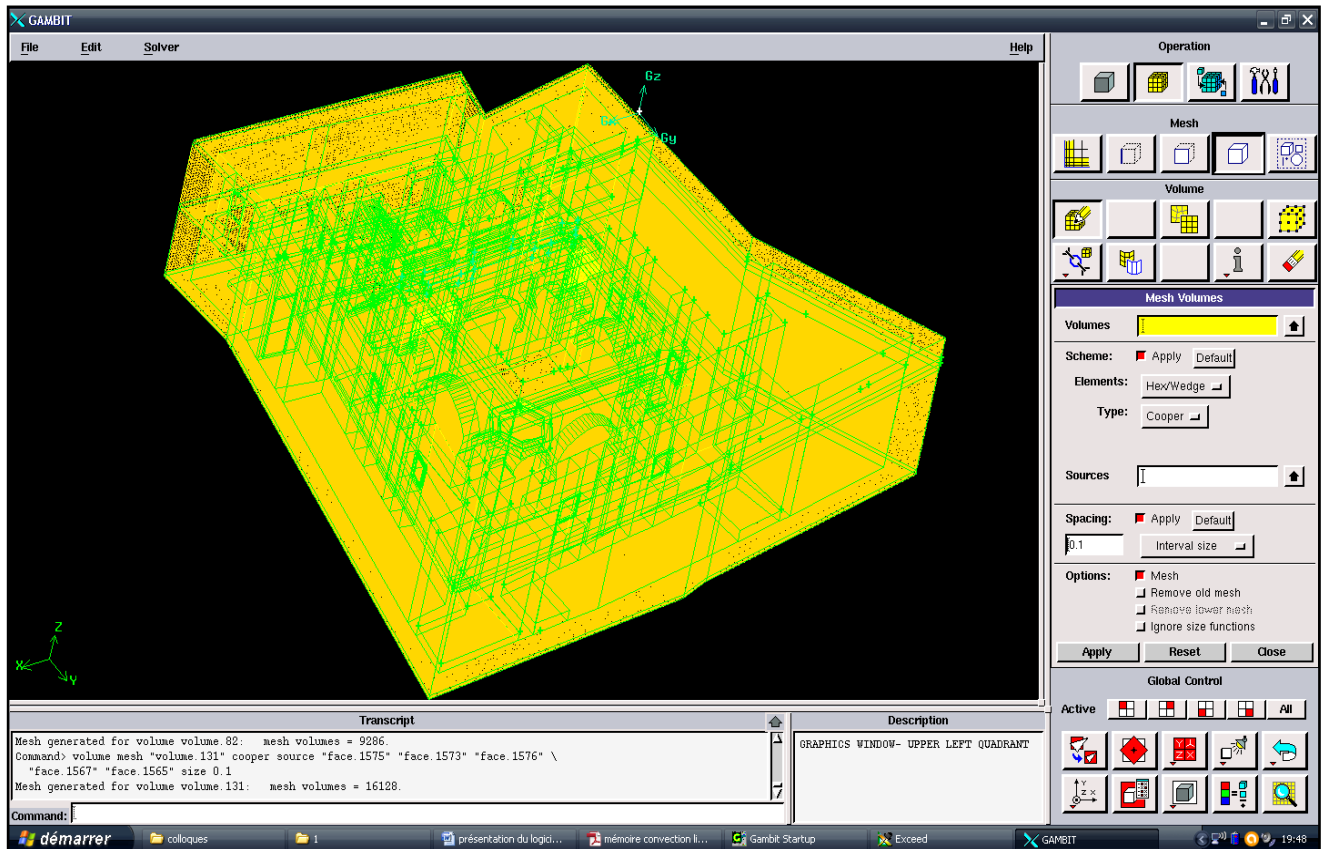 GAMBIT
File Edit Solver Help
Gz
Gx
Gy
Z
X
Y
Operation
Mesh
Volume
Mesh Volumes
Volumes
Scheme: Apply Default
Elements: Hex/Wedge
Type: Cooper
Sources
Spacing: Apply Default
0.1 Interval size
Options: Mesh
Remove old mesh
Remove lower mesh
Ignore size functions
Apply Reset Close
Global Control
Active All
Transcript
Mesh generated for volume volume.82: mesh volumes = 9286.
Command> volume mesh "volume.131" cooper source "face.1575" "face.1573" "face.1576" \
"face.1567" "face.1565" size 0.1
Mesh generated for volume volume.131: mesh volumes = 16128.
Command:
Description
GRAPHICS WINDOW- UPPER LEFT QUADRANT
démarrer colloques 1 présentation du logici... mémoire convection li... Gambit Startup Exceed GAMBIT 19:48